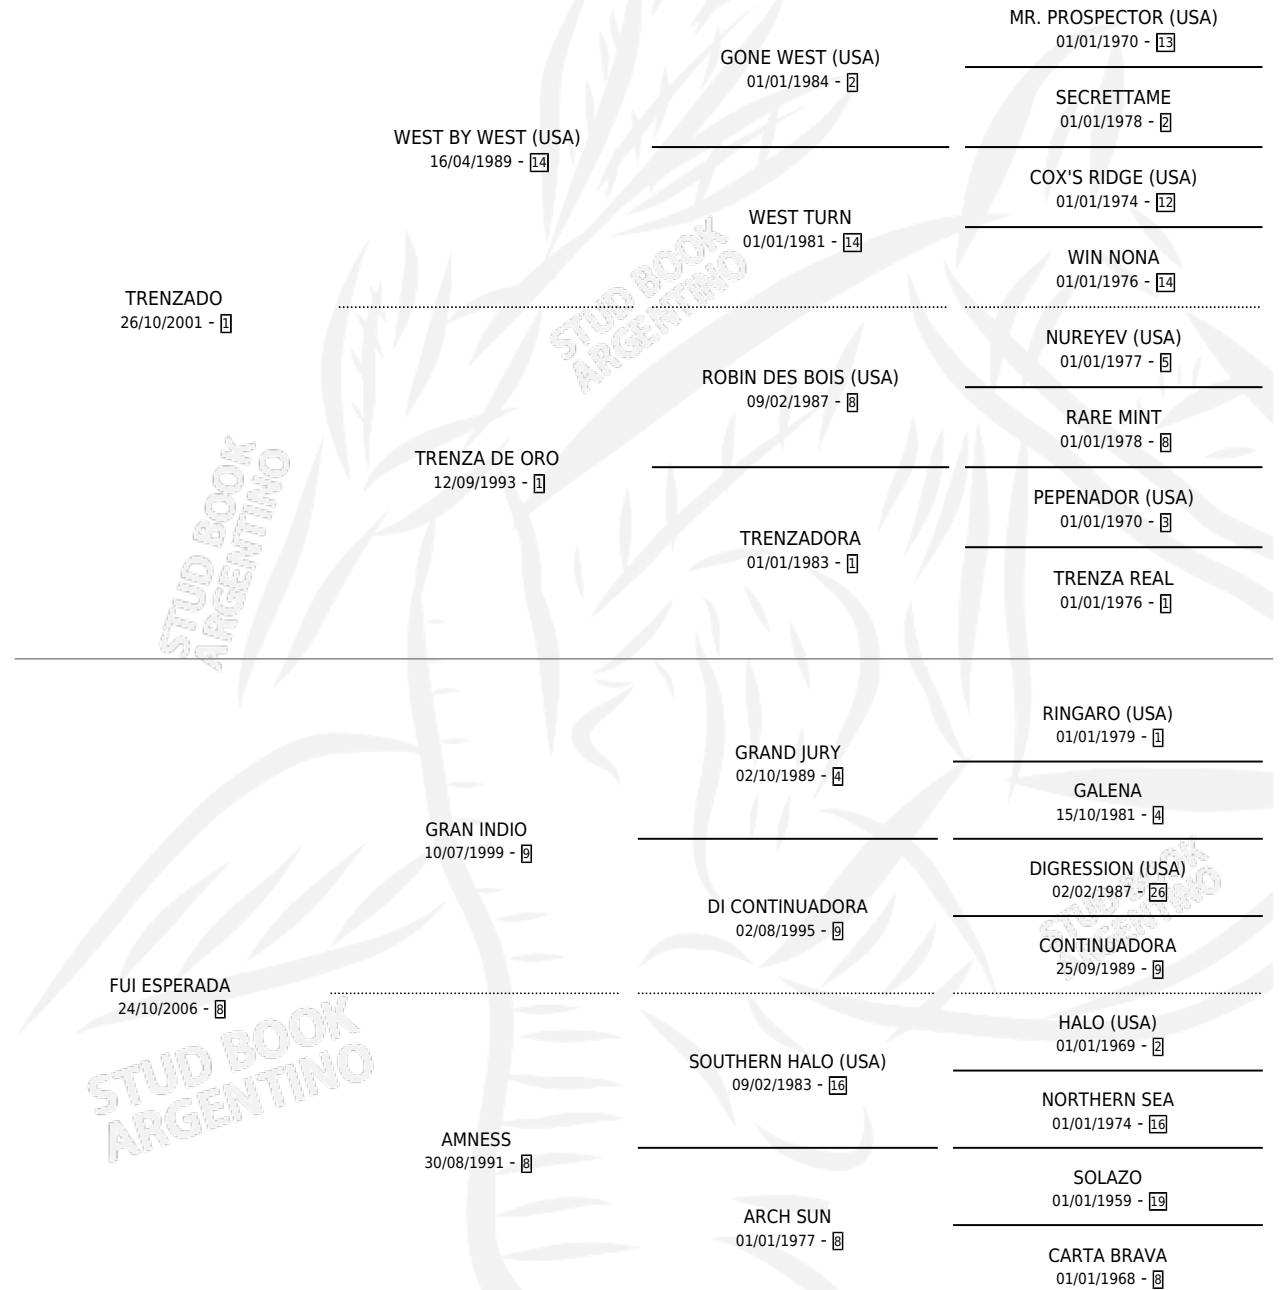 MR. PROSPECTOR (USA)
01/01/1970 - 13
GONE WEST (USA)
01/01/1984 - 2
SECRETTAME
01/01/1978 - 2
WEST BY WEST (USA)
16/04/1989 - 14
COX'S RIDGE (USA)
01/01/1974 - 12
WEST TURN
01/01/1981 - 14
WIN NONA
01/01/1976 - 14
TRENZADO
26/10/2001 - 1
STUD BOOK
ARGENTINO
NUREYEV (USA)
01/01/1977 - 5
ROBIN DES BOIS (USA)
09/02/1987 - 8
RARE MINT
01/01/1978 - 8
TRENZA DE ORO
12/09/1993 - 1
PEPENADOR (USA)
01/01/1970 - 3
TRENZADORA
01/01/1983 - 1
TRENZA REAL
01/01/1976 - 1
STUD BOOK
ARGENTINO
RINGARO (USA)
01/01/1979 - 1
GRAND JURY
02/10/1989 - 4
GALENA
15/10/1981 - 4
GRAN INDIO
10/07/1999 - 9
DIGRESSION (USA)
02/02/1987 - 26
STUD BOOK
ARGENTINO
DI CONTINUADORA
02/08/1995 - 9
CONTINUADORA
25/09/1989 - 9
FUI ESPERADA
24/10/2006 - 8
STUD BOOK
ARGENTINO
HALO (USA)
01/01/1969 - 2
SOUTHERN HALO (USA)
09/02/1983 - 16
NORTHERN SEA
01/01/1974 - 16
AMNESS
30/08/1991 - 8
SOLAZO
01/01/1959 - 19
ARCH SUN
01/01/1977 - 8
CARTA BRAVA
01/01/1968 - 8